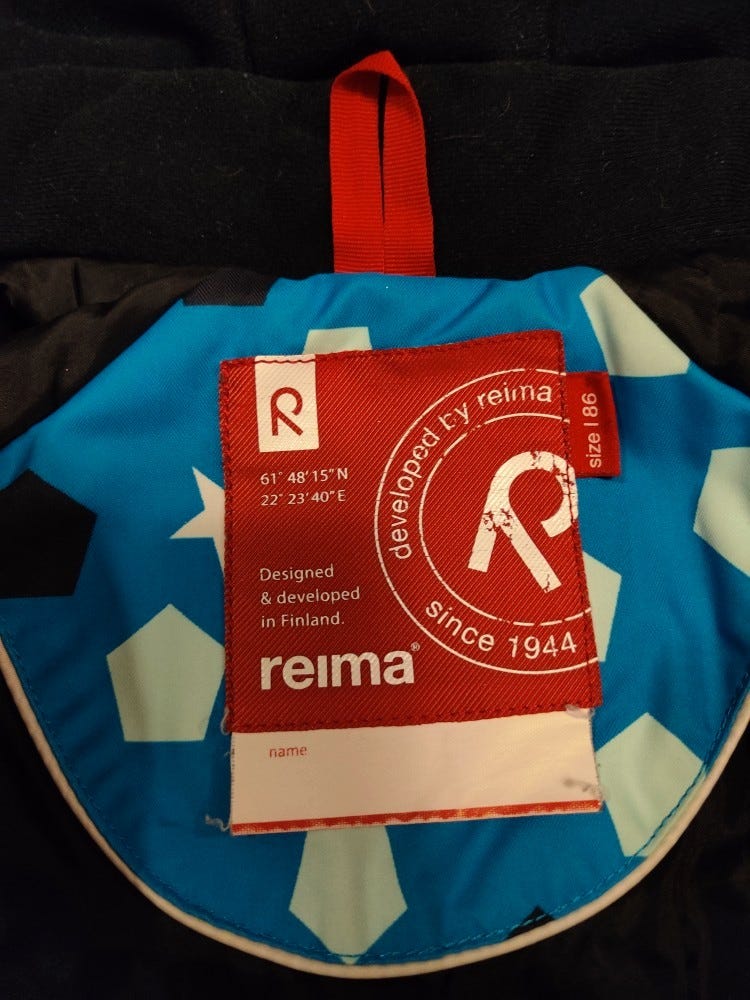 61° 48' 15" N
22° 23' 40" E
developed by reima
since 1944
size | 86
Designed
& developed
in Finland.
reima®
name